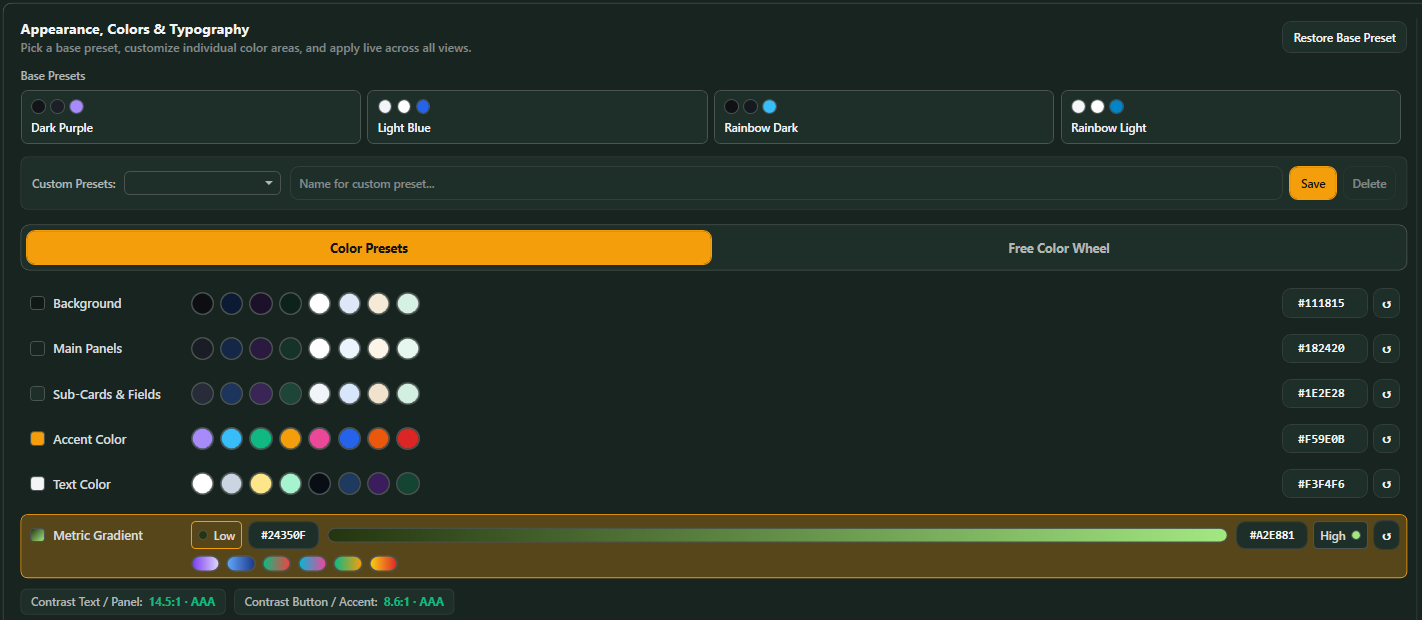 Appearance, Colors & Typography
Pick a base preset, customize individual color areas, and apply live across all views.
Restore Base Preset
Base Presets
Dark Purple
Light Blue
Rainbow Dark
Rainbow Light
Custom Presets:
Name for custom preset...
Save
Delete
Color Presets
Free Color Wheel
Background
#111815
Main Panels
#182420
Sub-Cards & Fields
#1E2E28
Accent Color
#F59E0B
Text Color
#F3F4F6
Metric Gradient
Low
#24350F
#A2E881
High
Contrast Text / Panel: 14.5:1 · AAA
Contrast Button / Accent: 8.6:1 · AAA